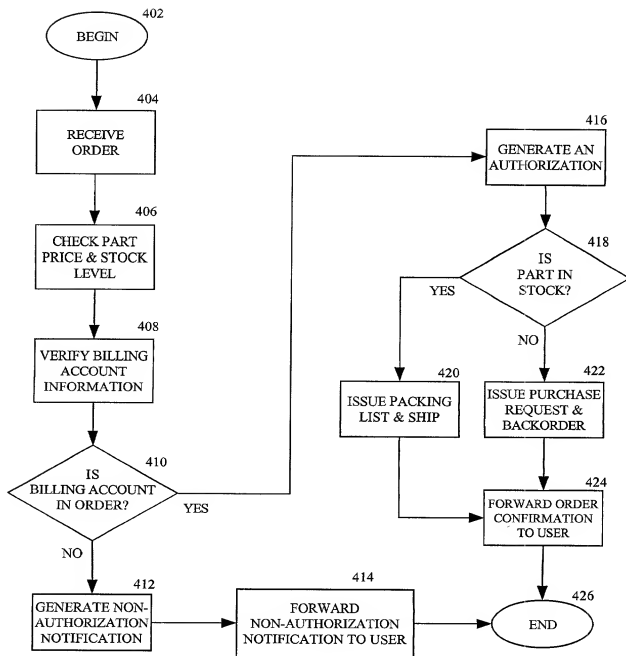 402
BEGIN
404
RECEIVE
ORDER
406
CHECK PART
PRICE & STOCK
LEVEL
408
VERIFY BILLING
ACCOUNT
INFORMATION
410
IS
BILLING ACCOUNT
IN ORDER?
YES
NO
412
GENERATE NON-
AUTHORIZATION
NOTIFICATION
414
FORWARD
NON-AUTHORIZATION
NOTIFICATION TO USER
416
GENERATE AN
AUTHORIZATION
418
IS
PART IN
STOCK?
YES
NO
420
ISSUE PACKING
LIST & SHIP
422
ISSUE PURCHASE
REQUEST &
BACKORDER
424
FORWARD ORDER
CONFIRMATION
TO USER
426
END